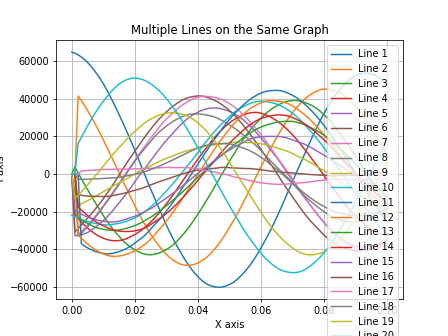 Multiple Lines on the Same Graph
60000
40000
20000
0
−20000
−40000
−60000
0.00
0.02
0.04
0.06
X axis
Line 1
Line 2
Line 3
Line 4
Line 5
Line 6
Line 7
Line 8
Line 9
Line 10
Line 11
Line 12
Line 13
Line 14
Line 15
Line 16
Line 17
Line 18
Line 19
Line 20